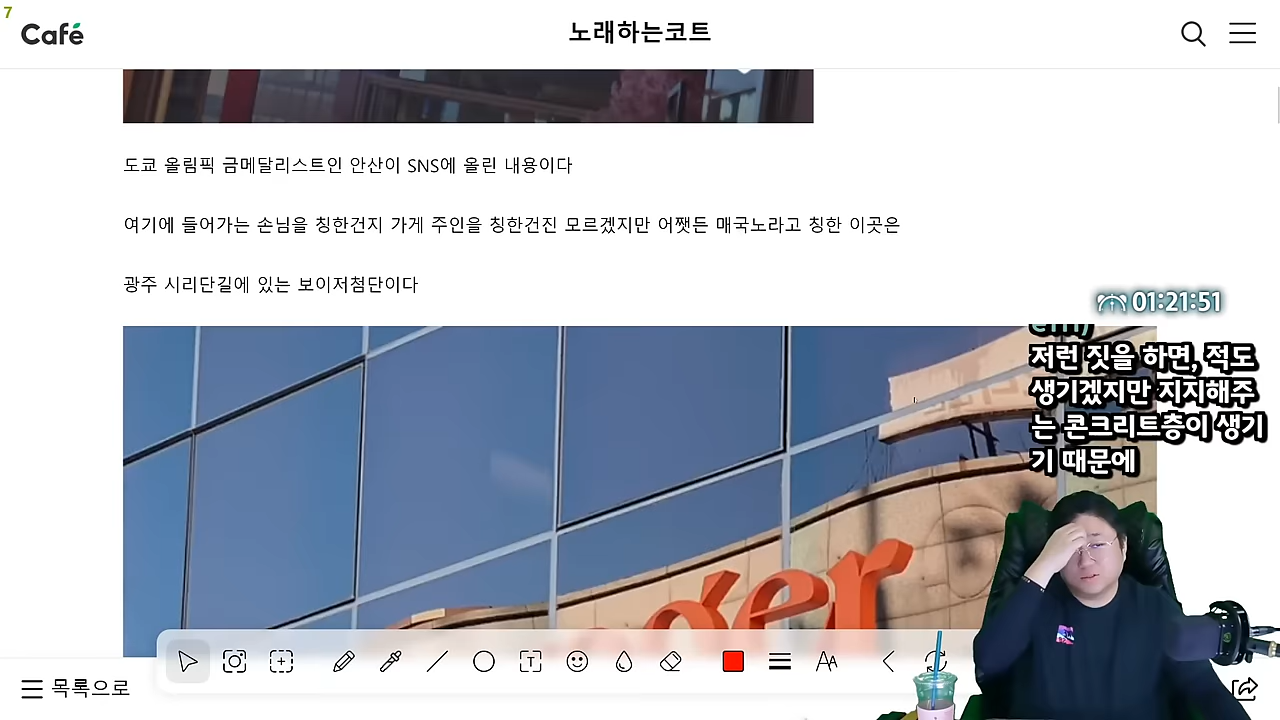 7
Café
노래하는코트
도쿄 올림픽 금메달리스트인 안산이 SNS에 올린 내용이다
여기에 들어가는 손님을 칭한건지 가게 주인을 칭한건진 모르겠지만 어쨋든 매국노라고 칭한 이곳은
광주 시리단길에 있는 보이저첨단이다
01:21:51
저런 짓을 하면, 적도
생기겠지만 지지해주
는 콘크리트층이 생기
기 때문에
ger
T
AA
목록으로